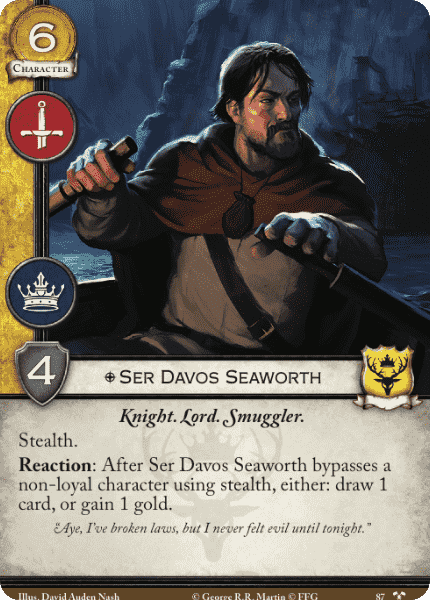 6
CHARACTER
4
SER DAVOS SEAWORTH
Knight. Lord. Smuggler.
Stealth.
Reaction: After Ser Davos Seaworth bypasses a
non-loyal character using stealth, either: draw 1
card, or gain 1 gold.
"Aye, I've broken laws, but I never felt evil until tonight."
Illus. David Auden Nash © George R.R. Martin © FFG 87